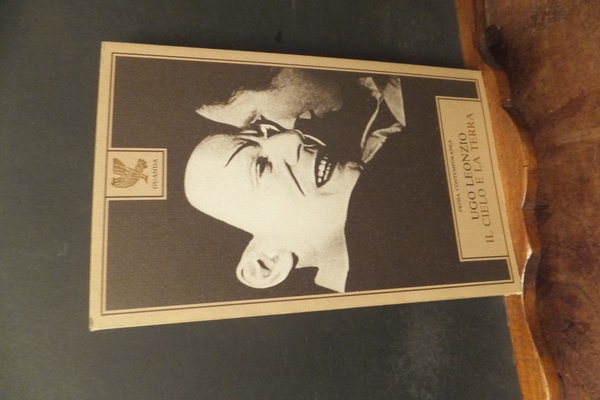 PROSA CONTEMPORANEA
UGO LEONZIO
IL CIELO E LA TERRA
GUANDA